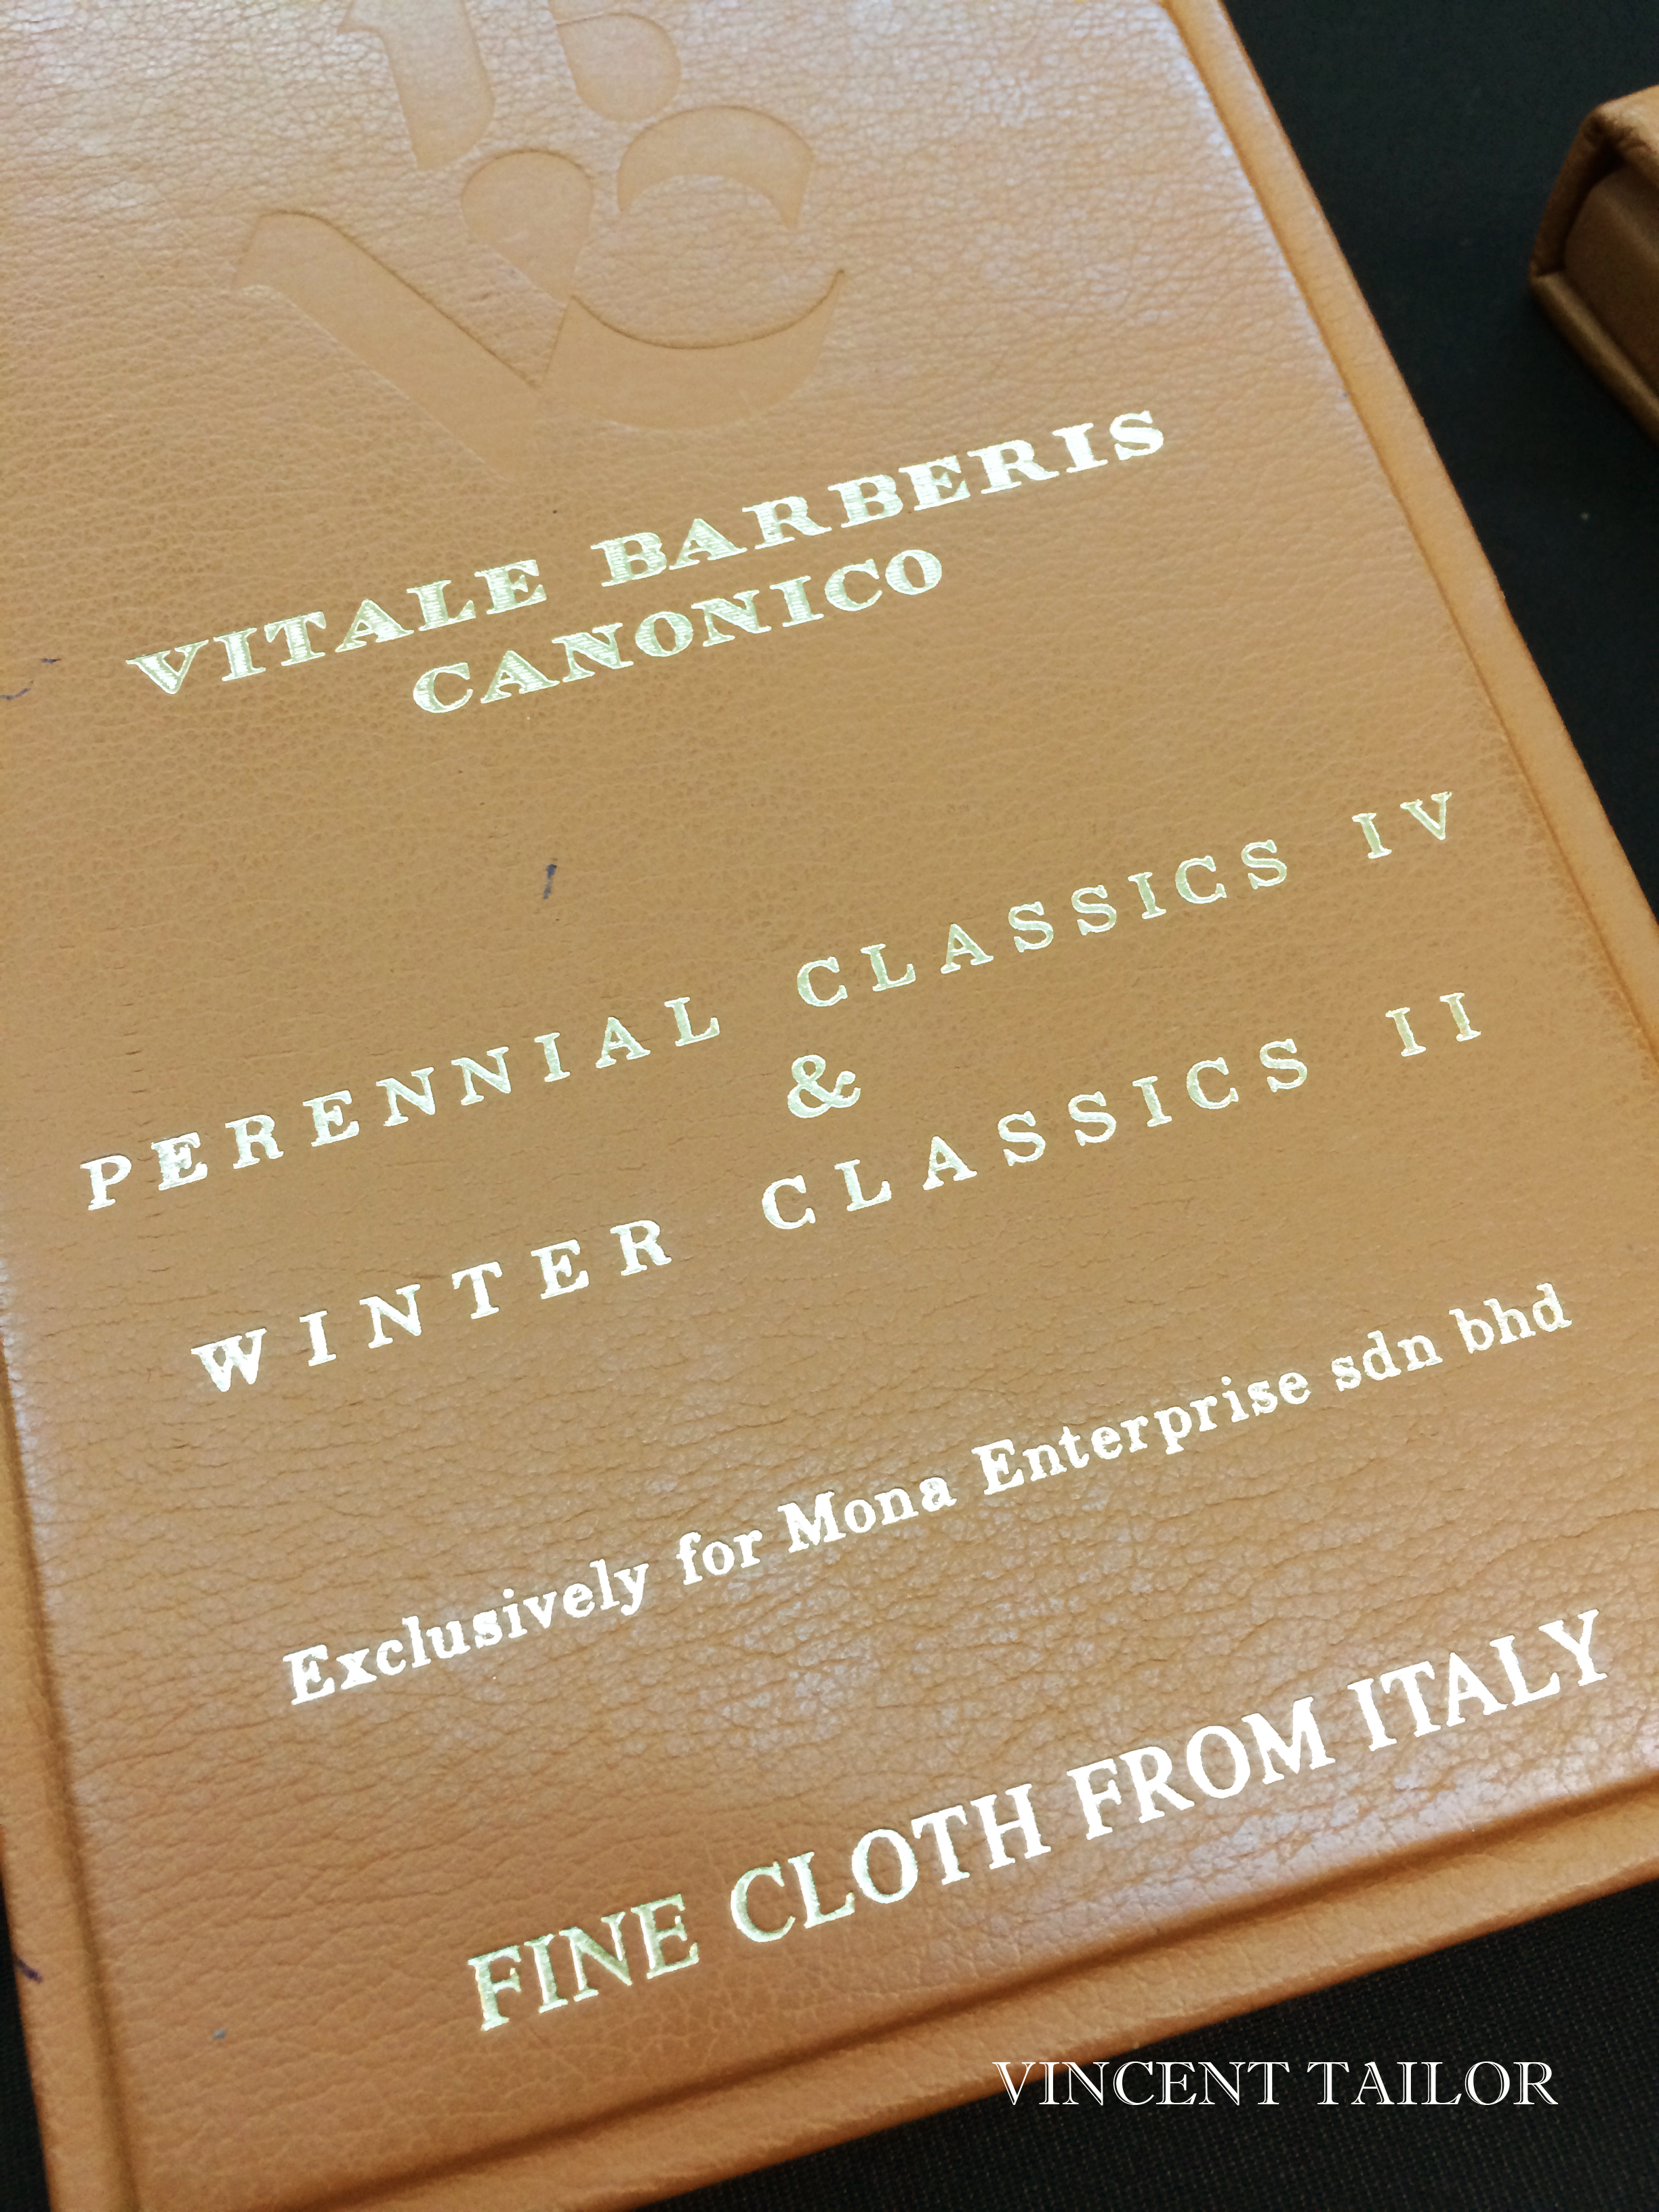 VITALE BARBERIS
CANONICO
PERENNIAL CLASSICS IV
&
WINTER CLASSICS II
Exclusively for Mona Enterprise sdn bhd
FINE CLOTH FROM ITALY
VINCENT TAILOR